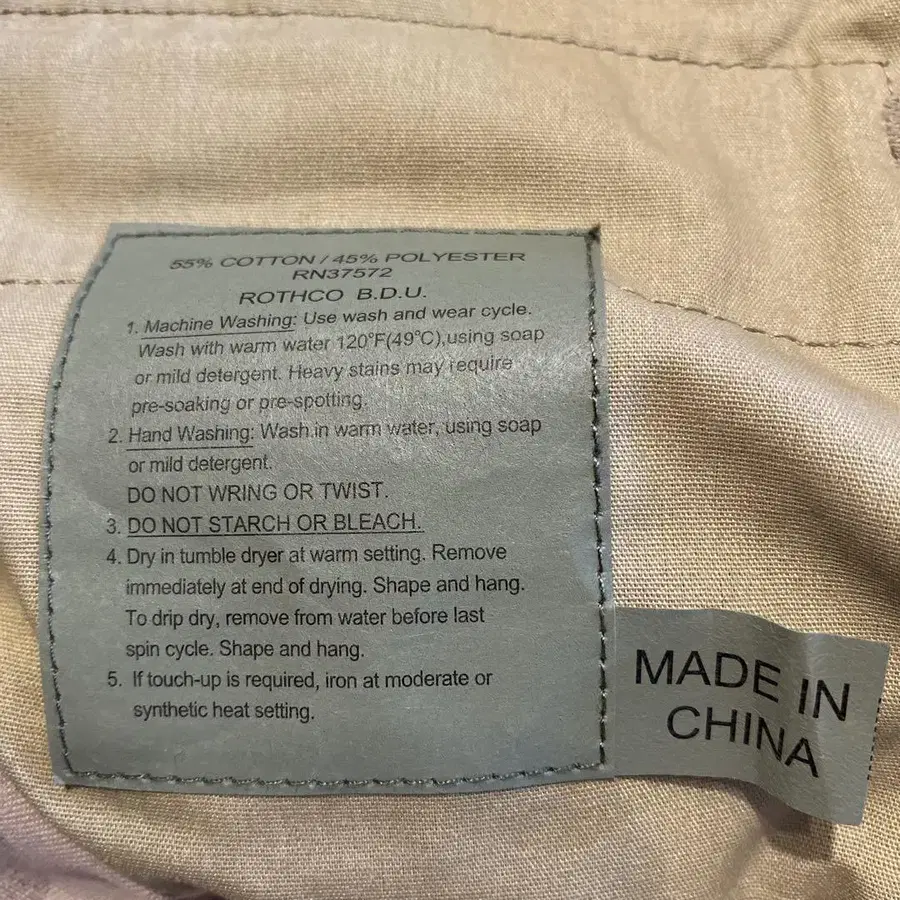 55% COTTON / 45% POLYESTER
RN37572
ROTHCO B.D.U.
1. Machine Washing: Use wash and wear cycle.
Wash with warm water 120°F(49°C),using soap
or mild detergent. Heavy stains may require
pre-soaking or pre-spotting.
2. Hand Washing: Wash in warm water, using soap
or mild detergent.
DO NOT WRING OR TWIST.
3. DO NOT STARCH OR BLEACH.
4. Dry in tumble dryer at warm setting. Remove
immediately at end of drying. Shape and hang.
To drip dry, remove from water before last
spin cycle. Shape and hang.
5. If touch-up is required, iron at moderate or
synthetic heat setting.
MADE IN
CHINA